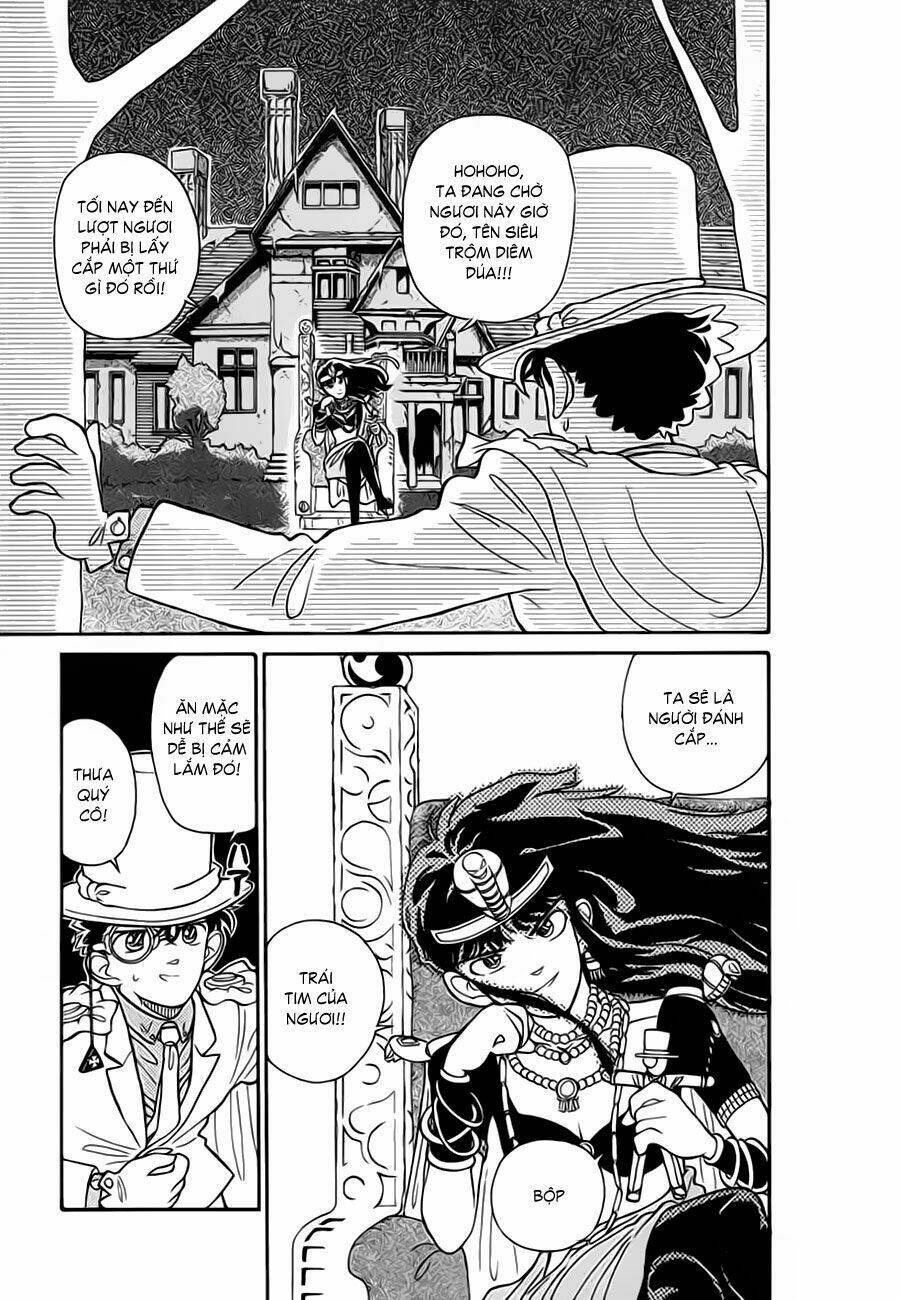 HOHOHO,
TA ĐANG CHỜ
NGƯƠI NÃY GIỜ
ĐÓ, TÊN SIÊU
TRỘM DIÊM
DÚA!!!
TỐI NAY ĐẾN
LƯỢT NGƯƠI
PHẢI BỊ LẤY
CẮP MỘT THỨ
GÌ ĐÓ RỒI!
TA SẼ LÀ
NGƯỜI ĐÁNH
CẮP...
TRÁI
TIM CỦA
NGƯƠI!!
BỘP
ĂN MẶC
NHƯ THẾ SẼ
DỄ BỊ CẢM
LẮM ĐÓ!
THƯA
QUÝ
CÔ!